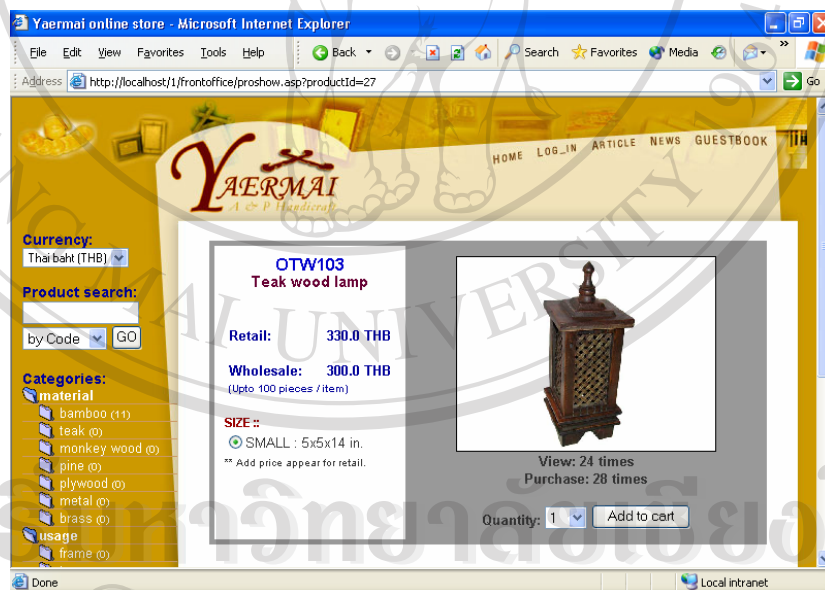 Yaermai online store - Microsoft Internet Explorer
File Edit View Favorites Tools Help Back Search Favorites Media »
Address http://localhost/1/frontoffice/proshow.asp?productId=27 Go
HOME LOG_IN ARTICLE NEWS GUESTBOOK TH
YAERMAI
A & P Handicraft
Currency:
Thai baht (THB)
Product search:
by Code GO
Categories:
material
bamboo (11)
teak (0)
monkey wood (0)
pine (0)
plywood (0)
metal (0)
brass (0)
usage
frame (0)
OTW103
Teak wood lamp
Retail: 330.0 THB
Wholesale: 300.0 THB
(Upto 100 pieces / item)
SIZE ::
SMALL : 5x5x14 in.
** Add price appear for retail.
View: 24 times
Purchase: 28 times
Quantity: 1 Add to cart
Done Local intranet